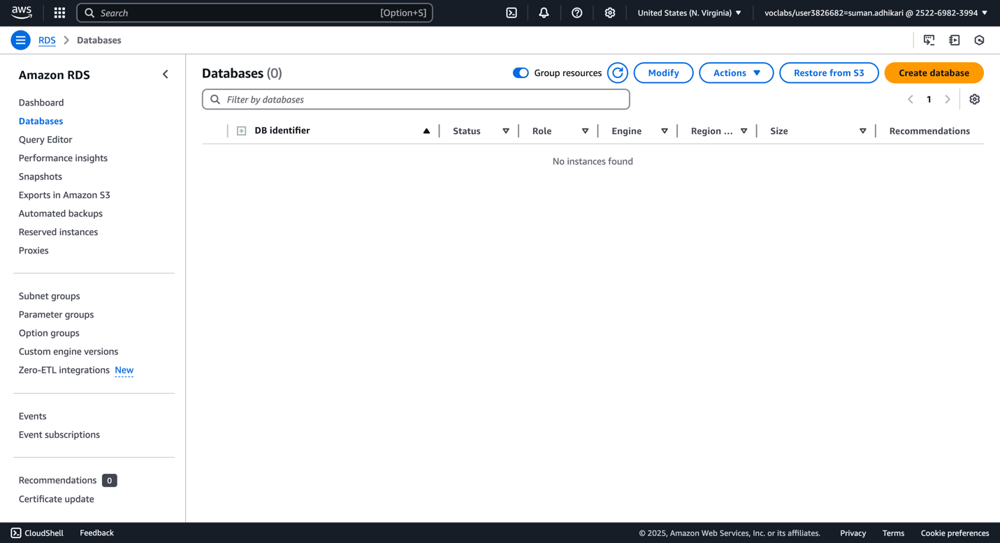 aws
Search [Option+S]
United States (N. Virginia)
voclabs/user3826682=suman.adhikari @ 2522-6982-3994
RDS Databases
Amazon RDS
Dashboard
Databases
Query Editor
Performance insights
Snapshots
Exports in Amazon S3
Automated backups
Reserved instances
Proxies
Subnet groups
Parameter groups
Option groups
Custom engine versions
Zero-ETL integrations New
Events
Event subscriptions
Recommendations 0
Certificate update
Databases (0)
Group resources
Modify
Actions
Restore from S3
Create database
Filter by databases
1
DB identifier Status Role Engine Region ... Size Recommendations
No instances found
CloudShell Feedback
© 2025, Amazon Web Services, Inc. or its affiliates. Privacy Terms Cookie preferences